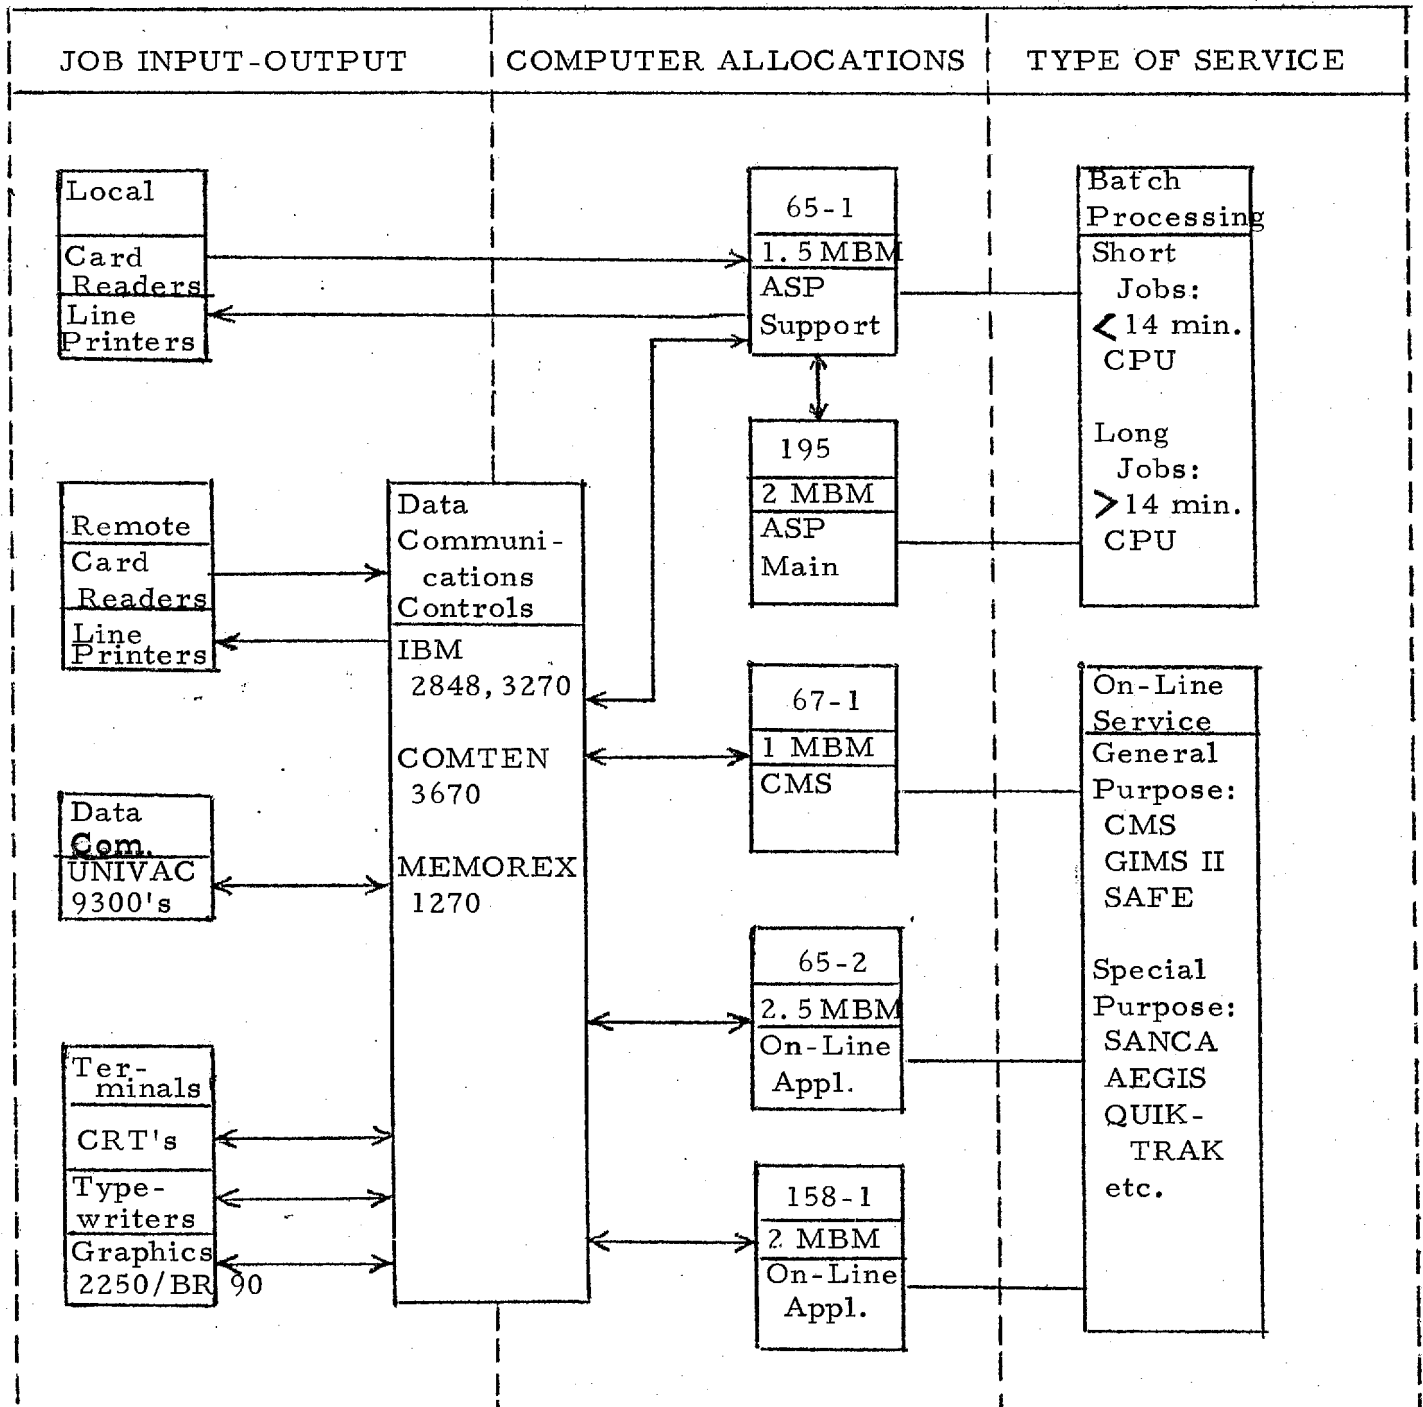 JOB INPUT-OUTPUT
COMPUTER ALLOCATIONS
TYPE OF SERVICE
Local
Card
Readers
Line
Printers
Remote
Card
Readers
Line
Printers
Data
Com.
UNIVAC
9300's
Ter-
minals
CRT's
Type-
writers
Graphics
2250/BR 90
Data
Communi-
cations
Controls
IBM
2848, 3270
COMTEN
3670
MEMOREX
1270
65-1
1.5 MBM
ASP
Support
195
2 MBM
ASP
Main
67-1
1 MBM
CMS
65-2
2.5 MBM
On-Line
Appl.
158-1
2 MBM
On-Line
Appl.
Batch
Processing
Short
Jobs:
< 14 min.
CPU
Long
Jobs:
> 14 min.
CPU
On-Line
Service
General
Purpose:
CMS
GIMS II
SAFE
Special
Purpose:
SANCA
AEGIS
QUIK-
TRAK
etc.